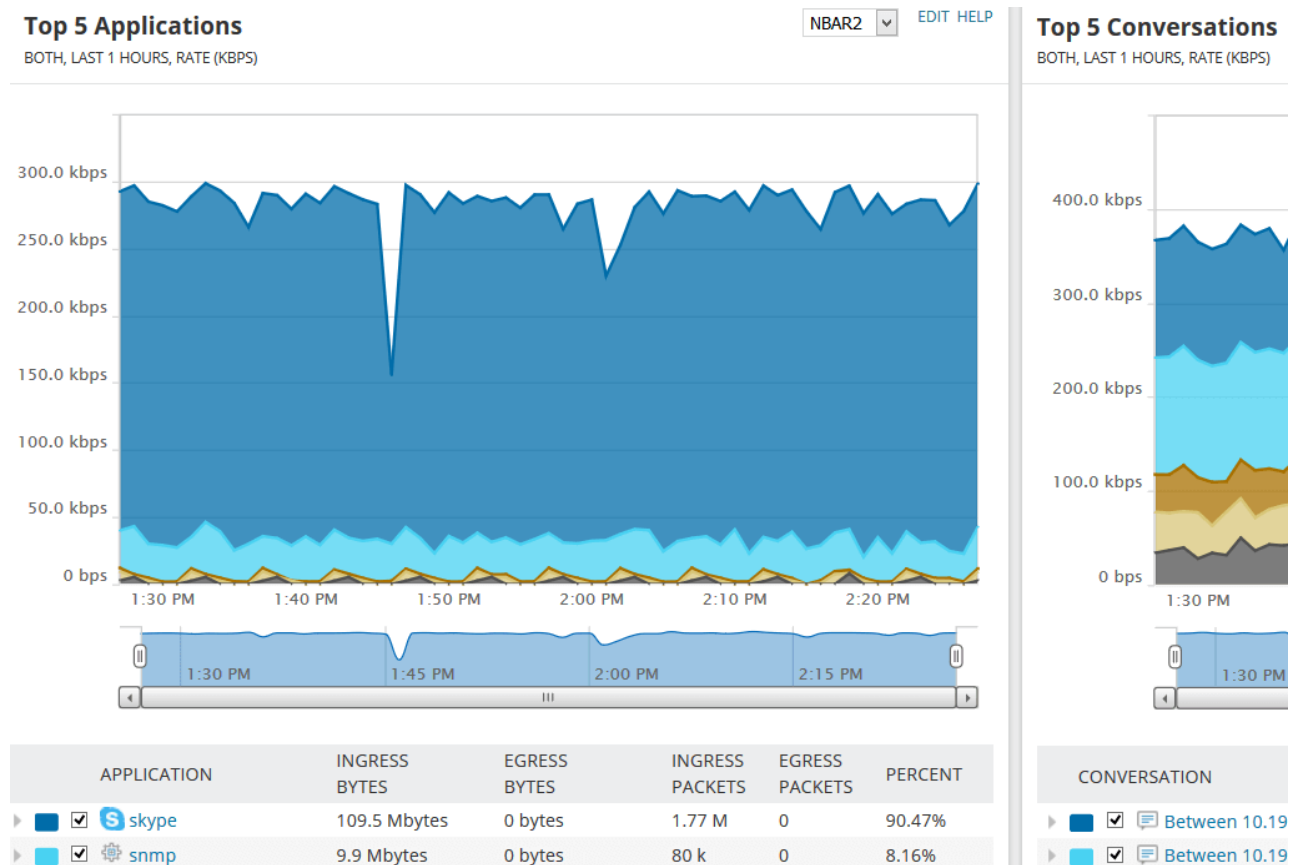 Top 5 Applications
BOTH, LAST 1 HOURS, RATE (KBPS)
NBAR2
EDIT HELP
300.0 kbps
250.0 kbps
200.0 kbps
150.0 kbps
100.0 kbps
50.0 kbps
0 bps
1:30 PM 1:40 PM 1:50 PM 2:00 PM 2:10 PM 2:20 PM
1:30 PM 1:45 PM 2:00 PM 2:15 PM
APPLICATION INGRESS BYTES EGRESS BYTES INGRESS PACKETS EGRESS PACKETS PERCENT
skype 109.5 Mbytes 0 bytes 1.77 M 0 90.47%
snmp 9.9 Mbytes 0 bytes 80 k 0 8.16%
Top 5 Conversations
BOTH, LAST 1 HOURS, RATE (KBPS)
400.0 kbps
300.0 kbps
200.0 kbps
100.0 kbps
0 bps
1:30 PM
1:30 PM
CONVERSATION
Between 10.19
Between 10.19